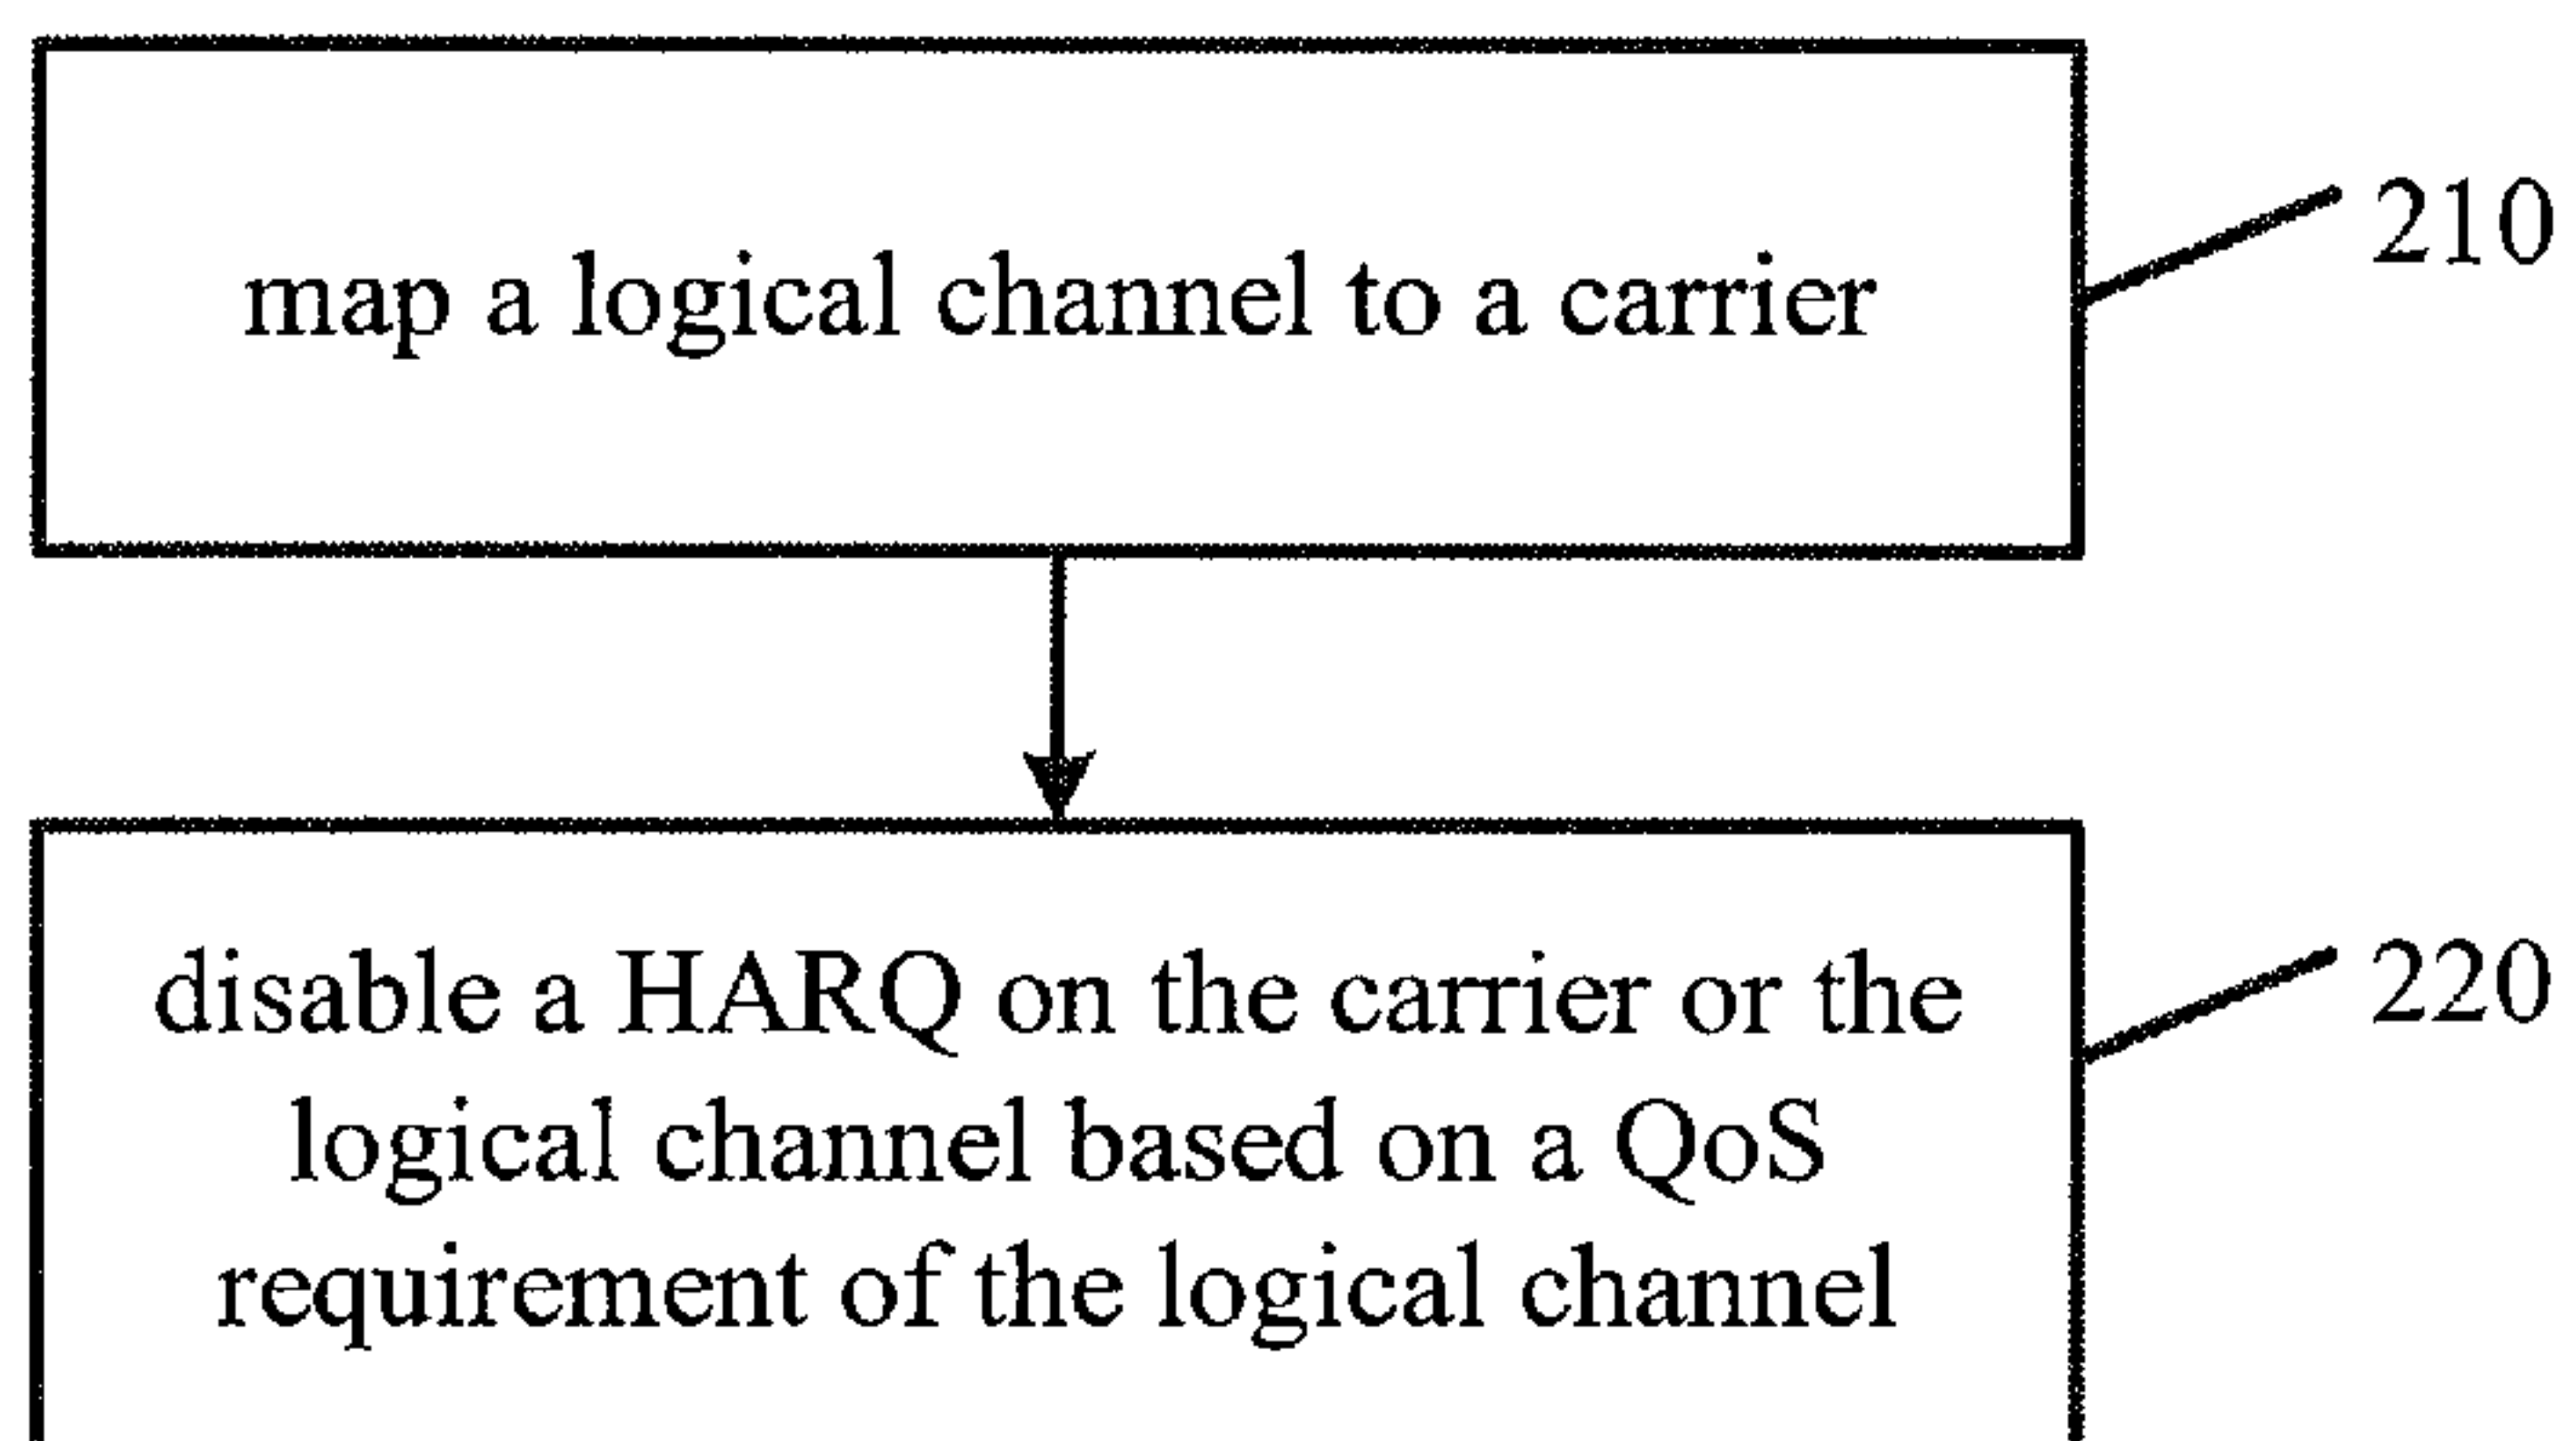 map a logical channel to a carrier
210
disable a HARQ on the carrier or the
220
logical channel based on a QoS
requirement of the logical channel